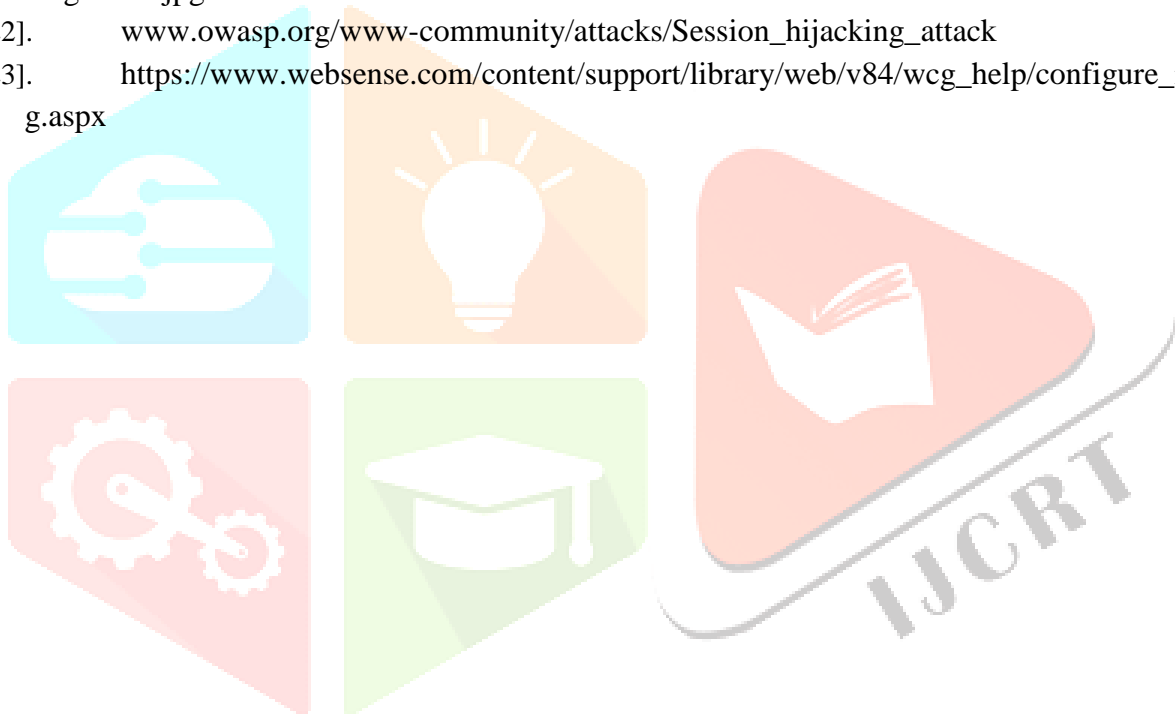 2]. www.owasp.org/www-community/attacks/Session_hijacking_attack
3]. https://www.websense.com/content/support/library/web/v84/wcg_help/configure_
g.aspx
IJCRT